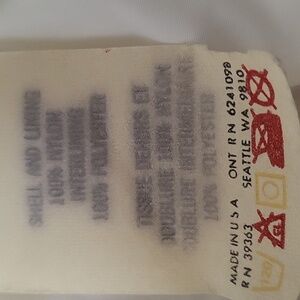 SHELL AND LINING
100% NYLON
INTERLINING
100% POLYESTER
TISSU DEHORS ET
DOUBLURE 100% NYLON
DOUBLURE INTERMEDIAIRE
100% POLYESTER
MADE IN U S A ONT R N 6241098
R N 39363 SEATTLE WA 9810